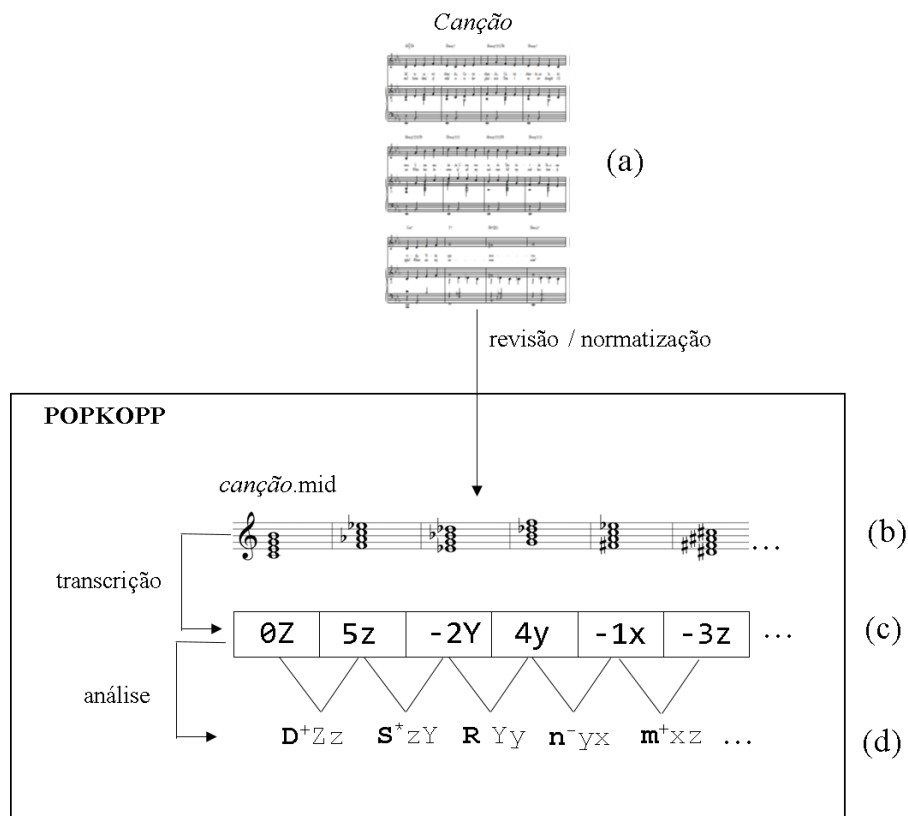 Canção
(a)
revisão / normatização
POPKOPP
canção.mid
(b)
transcrição
0Z 5z -2Y 4y -1x -3z ... (c)
análise
D⁺Zz S*zY R Yy n⁻yx m⁺xz ... (d)